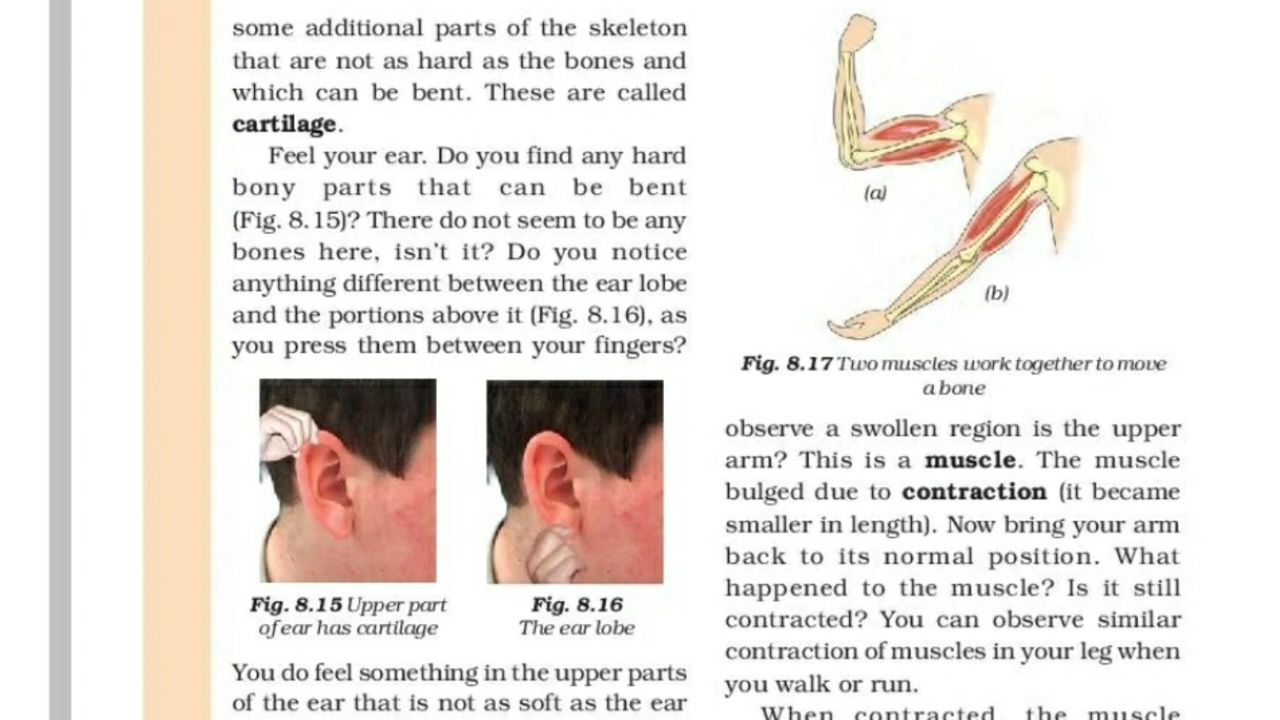 some additional parts of the skeleton
that are not as hard as the bones and
which can be bent. These are called
cartilage.
Feel your ear. Do you find any hard
bony parts that can be bent
(Fig. 8.15)? There do not seem to be any
bones here, isn't it? Do you notice
anything different between the ear lobe
and the portions above it (Fig. 8.16), as
you press them between your fingers?
Fig. 8.15 Upper part
of ear has cartilage
Fig. 8.16
The ear lobe
You do feel something in the upper parts
of the ear that is not as soft as the ear
(a)
(b)
Fig. 8.17 Two muscles work together to move
a bone
observe a swollen region is the upper
arm? This is a muscle. The muscle
bulged due to contraction (it became
smaller in length). Now bring your arm
back to its normal position. What
happened to the muscle? Is it still
contracted? You can observe similar
contraction of muscles in your leg when
you walk or run.
When contracted, the muscle